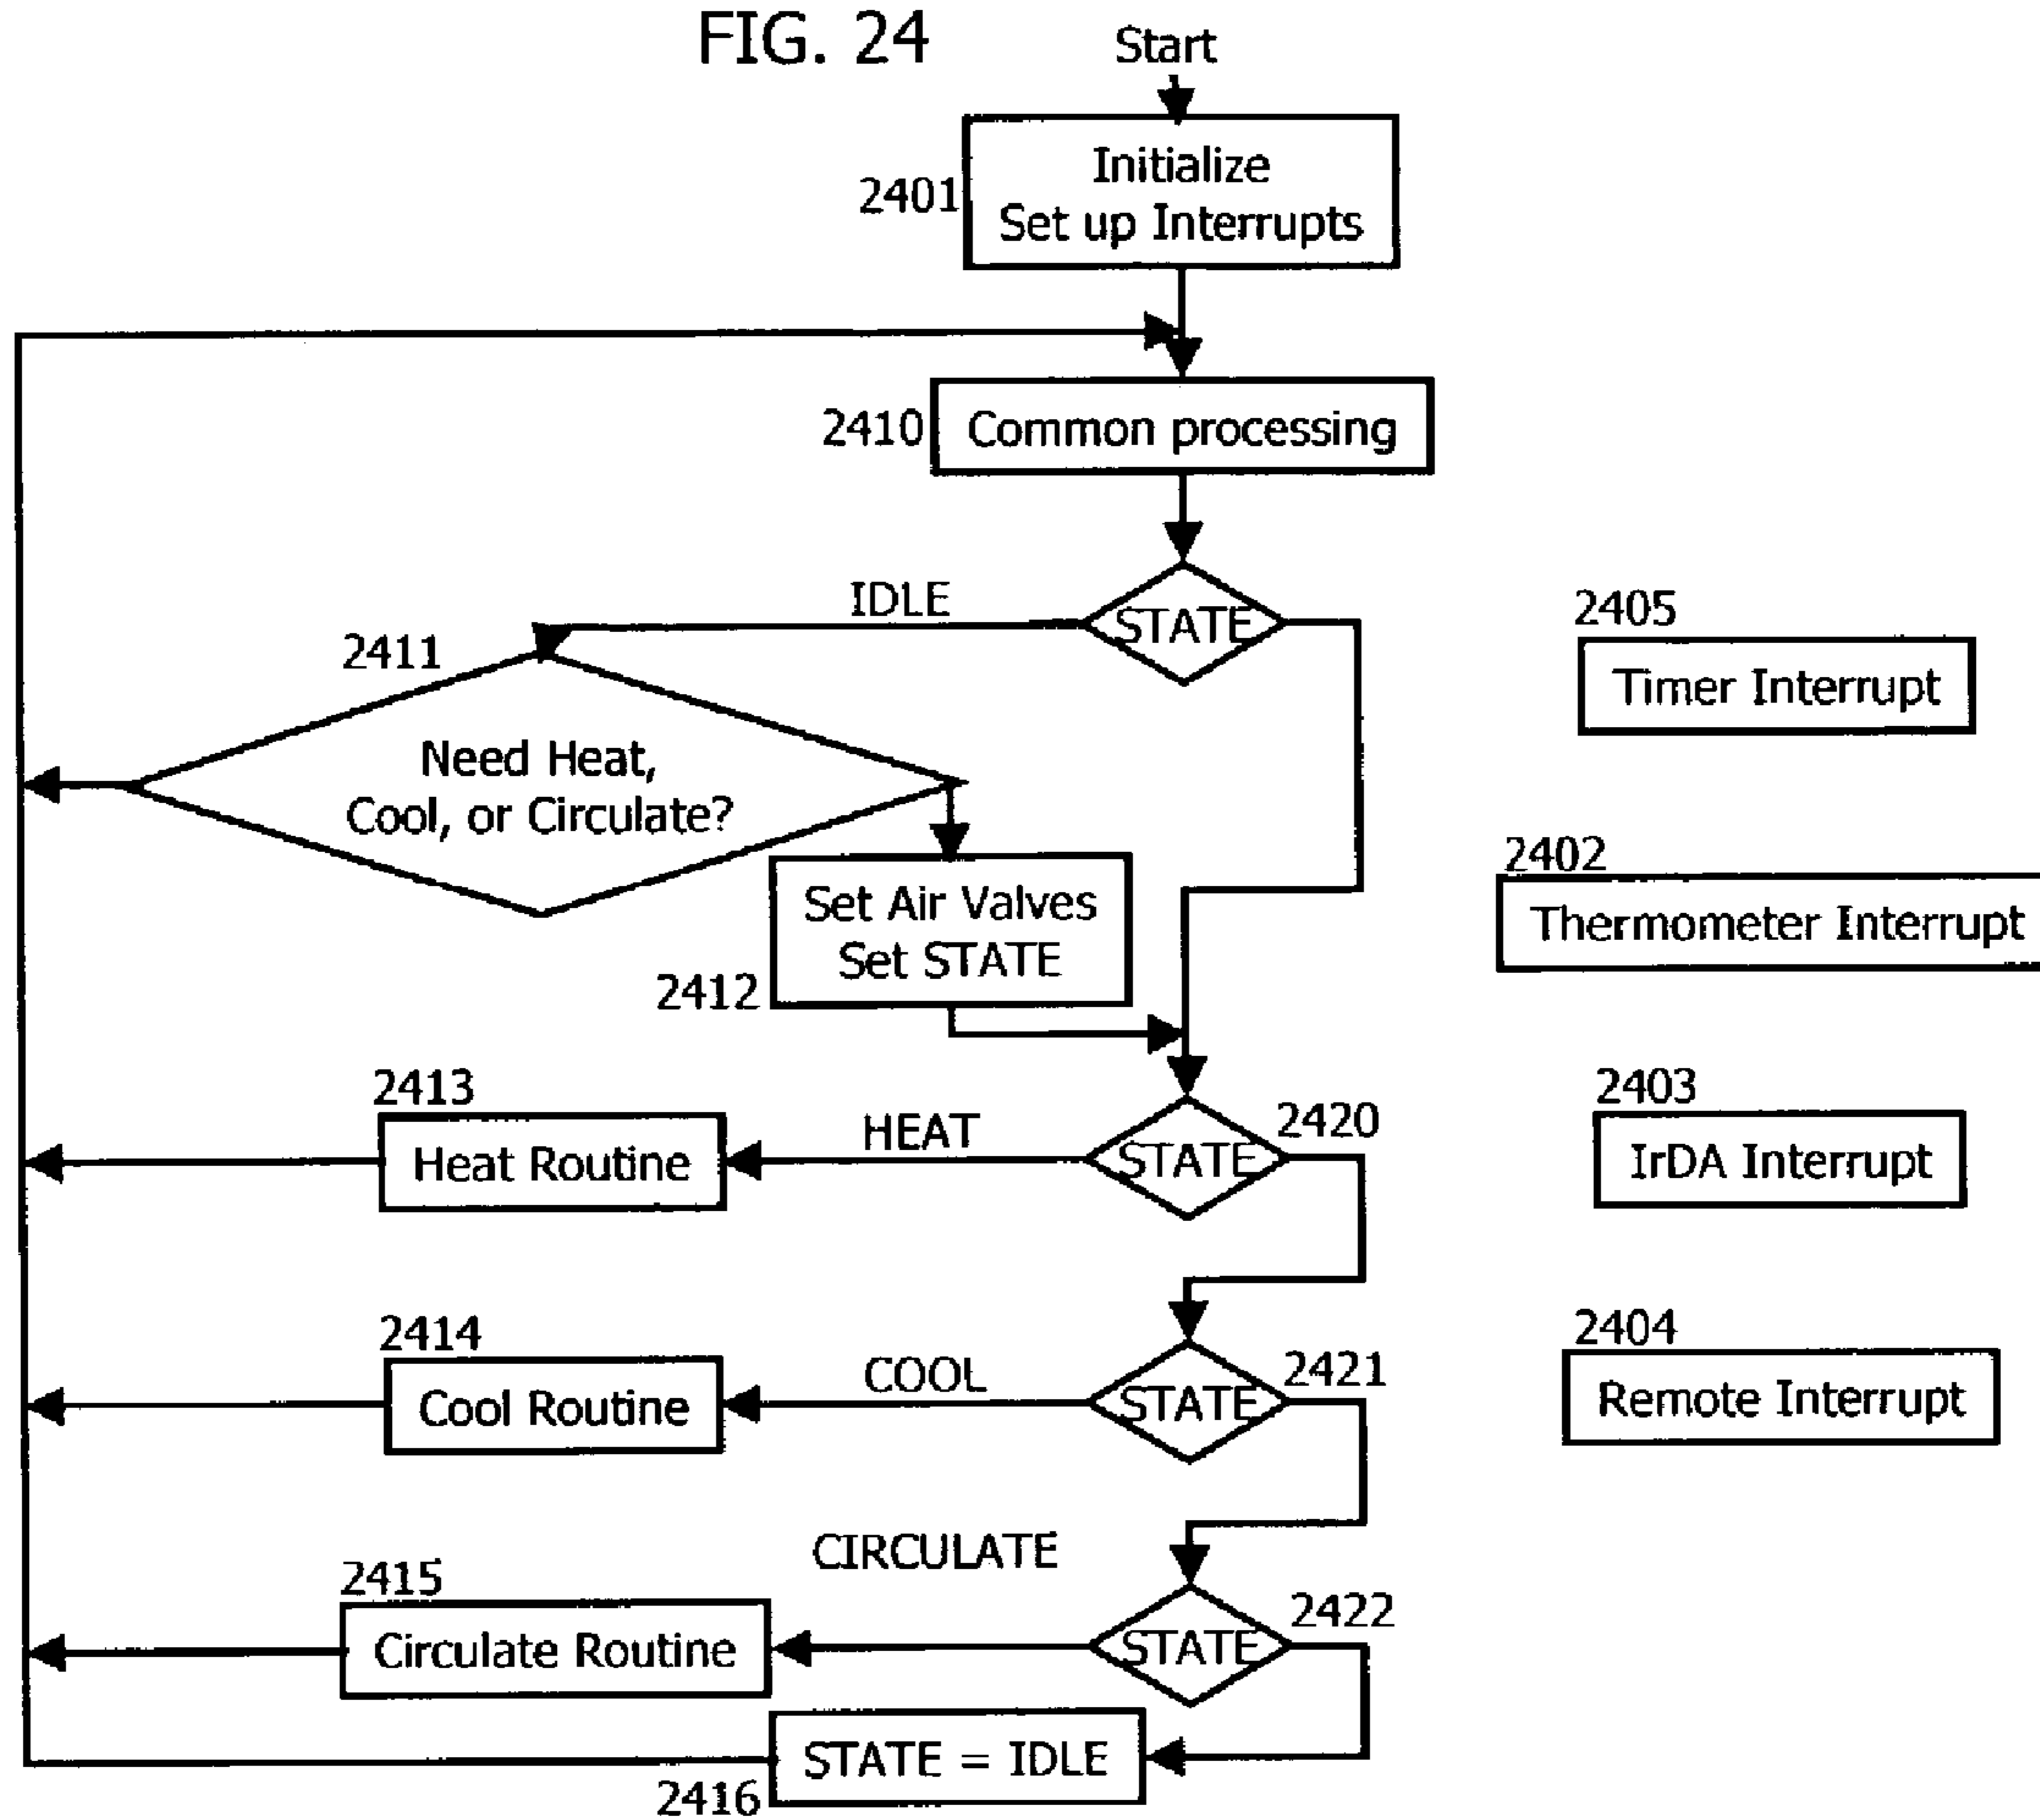 FIG. 24
Start
2401
Initialize
Set up Interrupts
2410
Common processing
IDLE
STATE
2411
Need Heat,
Cool, or Circulate?
Set Air Valves
Set STATE
2412
2413
Heat Routine
HEAT
STATE
2420
2414
Cool Routine
COOL
STATE
2421
CIRCULATE
2415
Circulate Routine
STATE
2422
STATE = IDLE
2416
2405
Timer Interrupt
2402
Thermometer Interrupt
2403
IrDA Interrupt
2404
Remote Interrupt